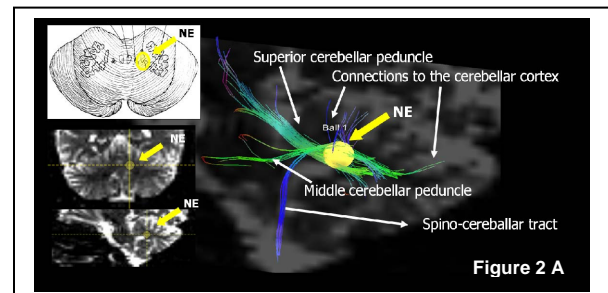 NE
NE
NE
Superior cerebellar peduncle
Connections to the cerebellar cortex
NE
Ball 1
Middle cerebellar peduncle
Spino-cereballar tract
Figure 2 A